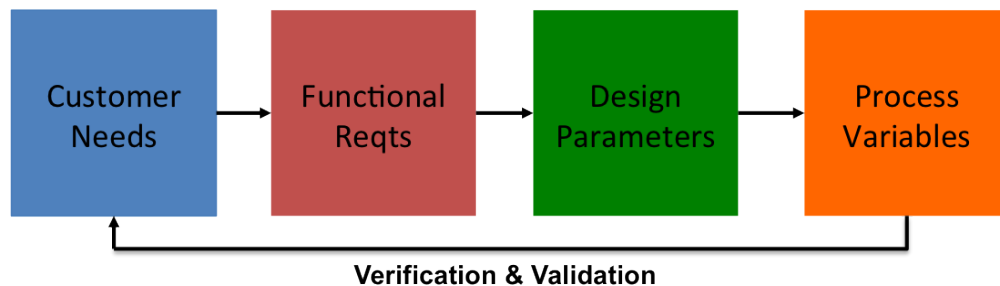 Customer
Needs
Functional
Reqts
Design
Parameters
Process
Variables
Verification & Validation